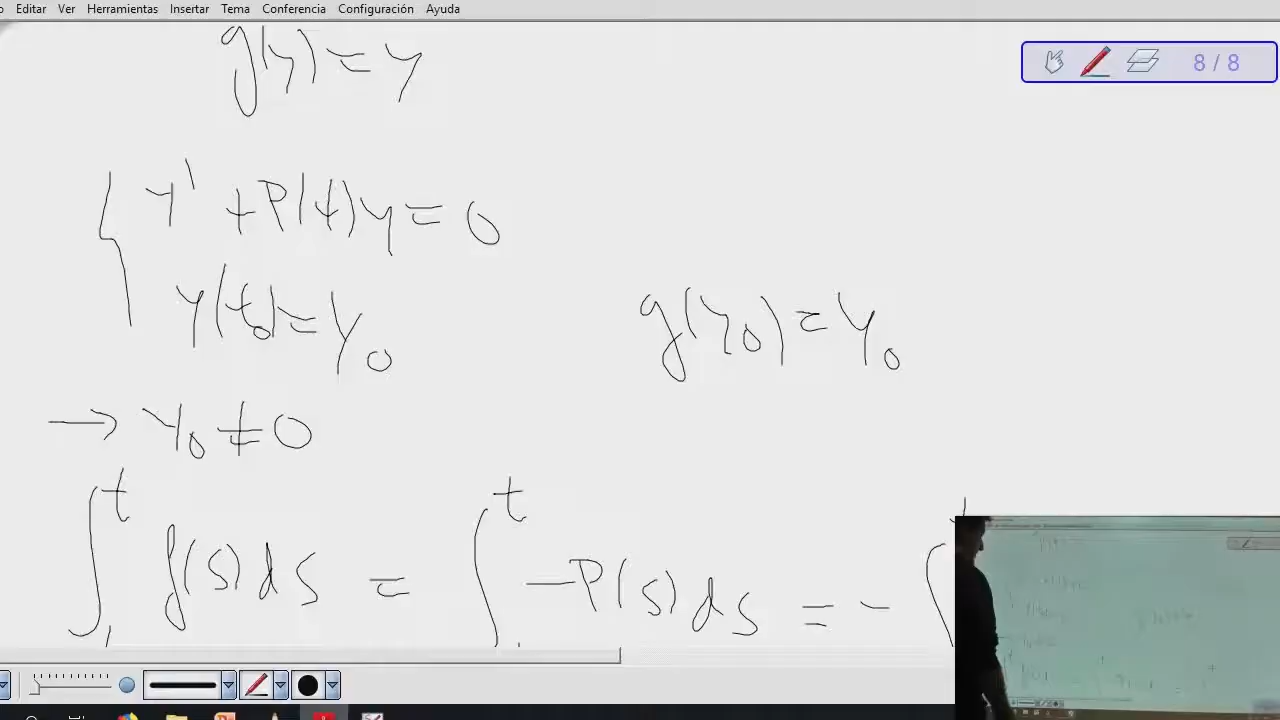 Editar Ver Herramientas Insertar Tema Conferencia Configuración Ayuda
8 / 8
g(y) = y
y' + P(t)y = 0
y(t₀) = y₀
g(y₀) = y₀
→ y₀ ≠ 0
∫ᵗ f(s)ds = ∫ᵗ -P(s)ds = - ∫